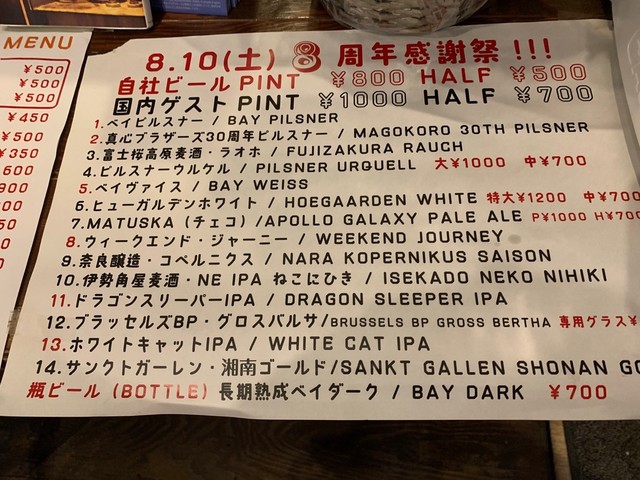 MENU
¥500
¥500
¥500
¥450
¥500
¥350
8.10(土) 8周年感謝祭!!!
自社ビール PINT ¥800 HALF ¥500
国内ゲスト PINT ¥1000 HALF ¥700
1.ベイピルスナー / BAY PILSNER
2.真心ブラザーズ30周年ピルスナー / MAGOKORO 30TH PILSNER
3.富士桜高原麦酒・ラオホ / FUJIZAKURA RAUCH
4.ピルスナーウルケル / PILSNER URQUELL 大¥1000 中¥700
5.ベイヴァイス / BAY WEISS
6.ヒューガルデンホワイト / HOEGAARDEN WHITE 特大¥1200 中¥700
7.MATUSKA (チェコ)/APOLLO GALAXY PALE ALE P¥1000 H¥700
8.ウィークエンド・ジャーニー / WEEKEND JOURNEY
9.奈良醸造・コペルニクス / NARA KOPERNIKUS SAISON
10.伊勢角屋麦酒・NE IPA ねこにひき / ISEKADO NEKO NIHIKI
11.ドラゴンスリーパーIPA / DRAGON SLEEPER IPA
12.ブラッセルズBP・グロスバルサ/BRUSSELS BP GROSS BERTHA 専用グラス¥
13.ホワイトキャットIPA / WHITE CAT IPA
14.サンクトガーレン・湘南ゴールド/SANKT GALLEN SHONAN GO
瓶ビール (BOTTLE) 長期熟成ベイダーク / BAY DARK ¥700